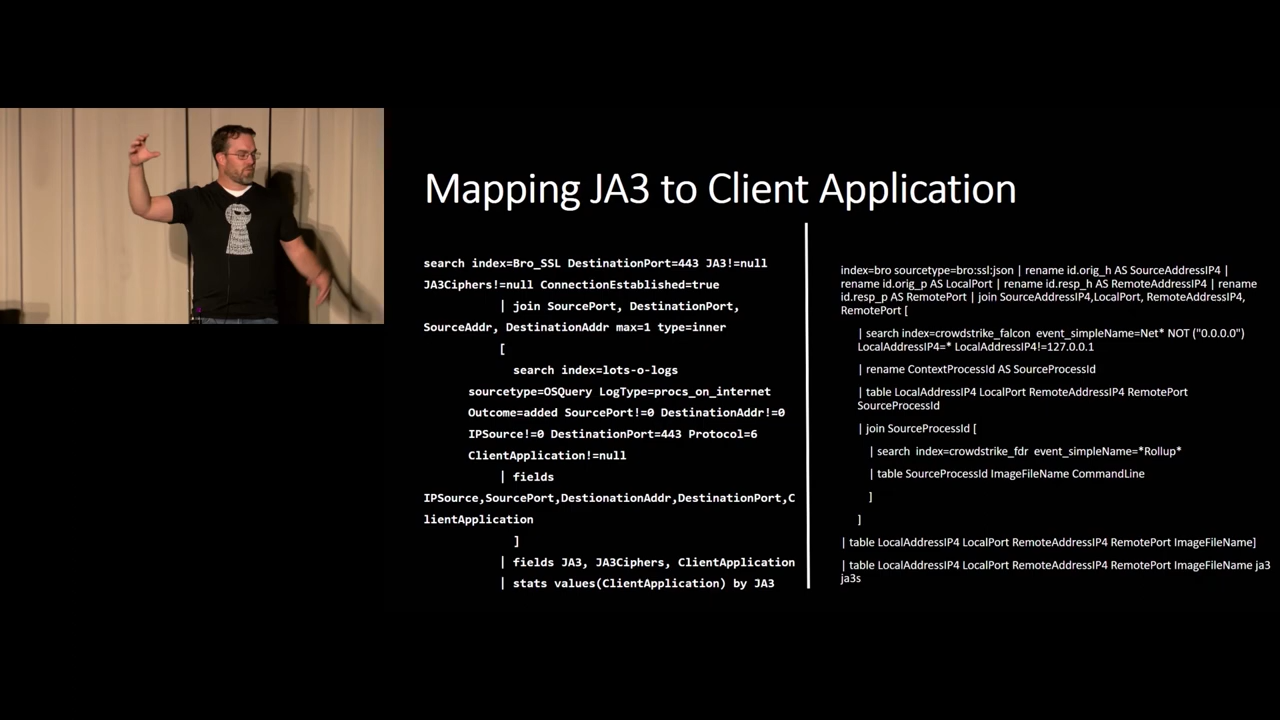 Mapping JA3 to Client Application
search index=Bro_SSL DestinationPort=443 JA3!=null
JA3Ciphers!=null ConnectionEstablished=true
| join SourcePort, DestinationPort,
SourceAddr, DestinationAddr max=1 type=inner
[
search index=lots-o-logs
sourcetype=OSQuery LogType=procs_on_internet
Outcome=added SourcePort!=0 DestinationAddr!=0
IPSource!=0 DestinationPort=443 Protocol=6
ClientApplication!=null
| fields
IPSource,SourcePort,DestionationAddr,DestinationPort,C
lientApplication
]
| fields JA3, JA3Ciphers, ClientApplication
| stats values(ClientApplication) by JA3
index=bro sourcetype=bro:ssl:json | rename id.orig_h AS SourceAddressIP4 |
rename id.orig_p AS LocalPort | rename id.resp_h AS RemoteAddressIP4 | rename
id.resp_p AS RemotePort | join SourceAddressIP4,LocalPort, RemoteAddressIP4,
RemotePort [
| search index=crowdstrike_falcon event_simpleName=Net* NOT ("0.0.0.0")
LocalAddressIP4=* LocalAddressIP4!=127.0.0.1
| rename ContextProcessId AS SourceProcessId
| table LocalAddressIP4 LocalPort RemoteAddressIP4 RemotePort
SourceProcessId
| join SourceProcessId [
| search index=crowdstrike_fdr event_simpleName=*Rollup*
| table SourceProcessId ImageFileName CommandLine
]
]
| table LocalAddressIP4 LocalPort RemoteAddressIP4 RemotePort ImageFileName]
| table LocalAddressIP4 LocalPort RemoteAddressIP4 RemotePort ImageFileName ja3
ja3s